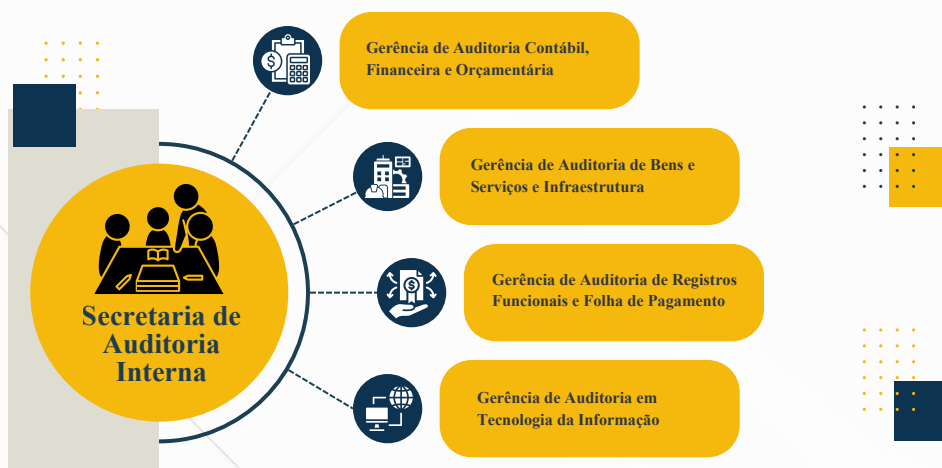 Gerência de Auditoria Contábil,
Financeira e Orçamentária
Gerência de Auditoria de Bens e
Serviços e Infraestrutura
Gerência de Auditoria de Registros
Funcionais e Folha de Pagamento
Secretaria de
Auditoria
Interna
Gerência de Auditoria em
Tecnologia da Informação